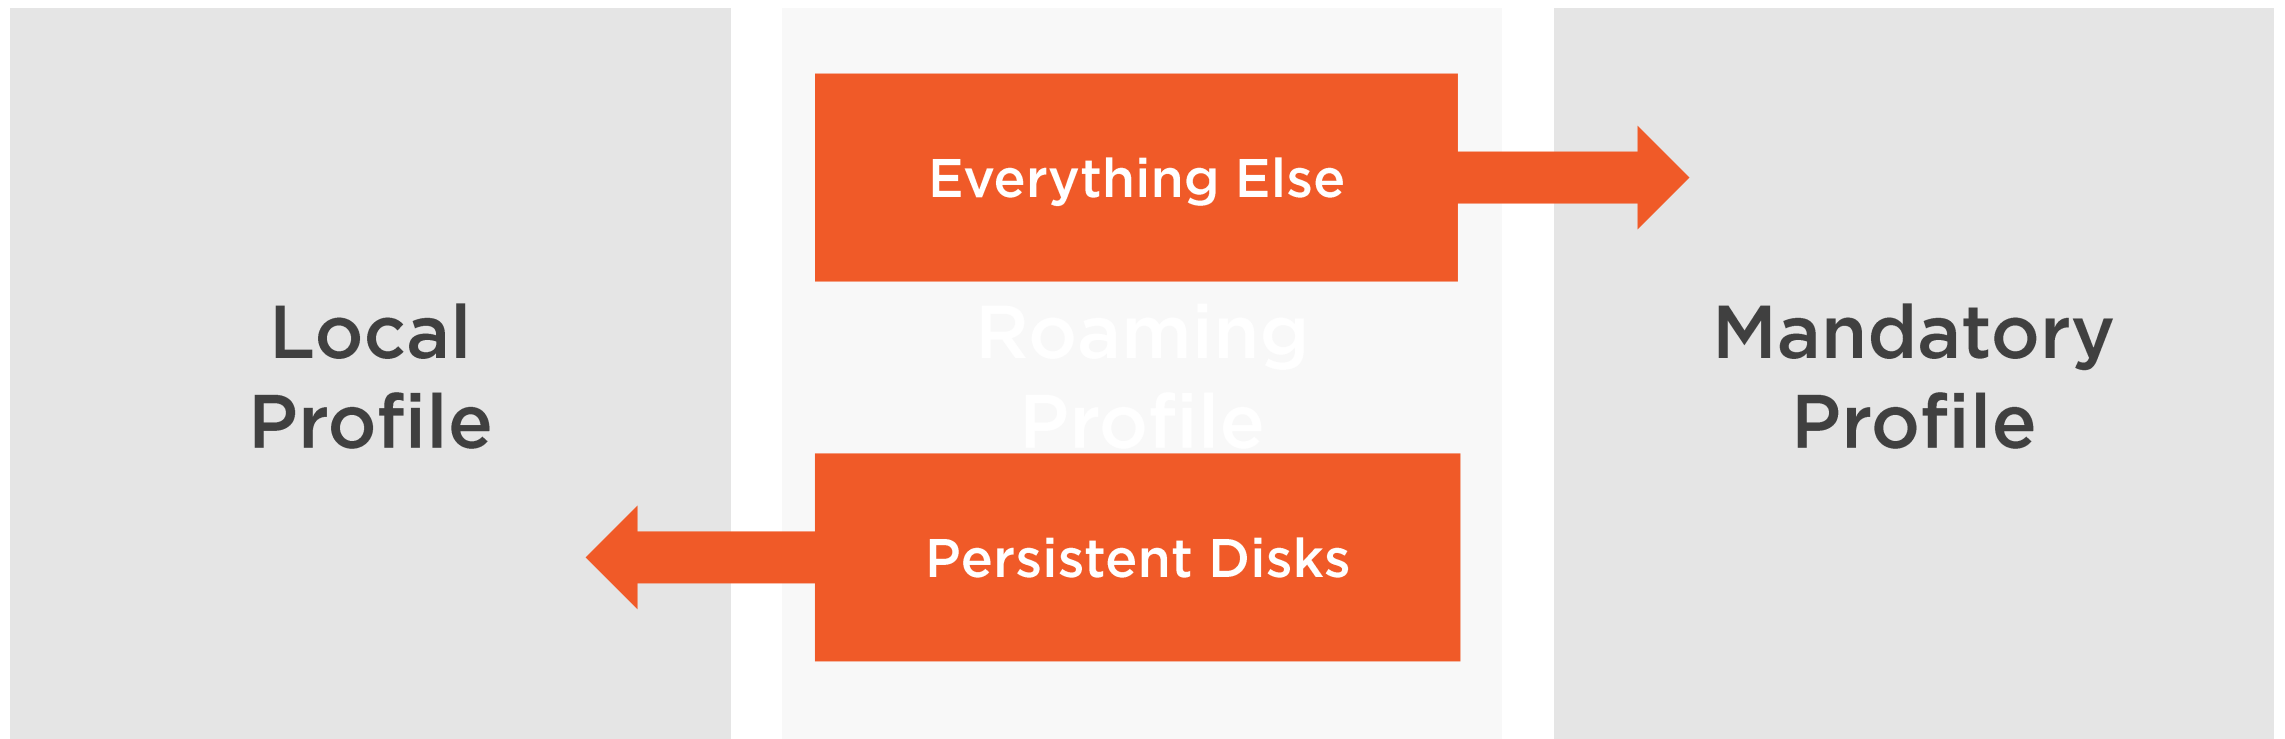 Local
Profile
Everything Else
Roaming
Profile
Persistent Disks
Mandatory
Profile